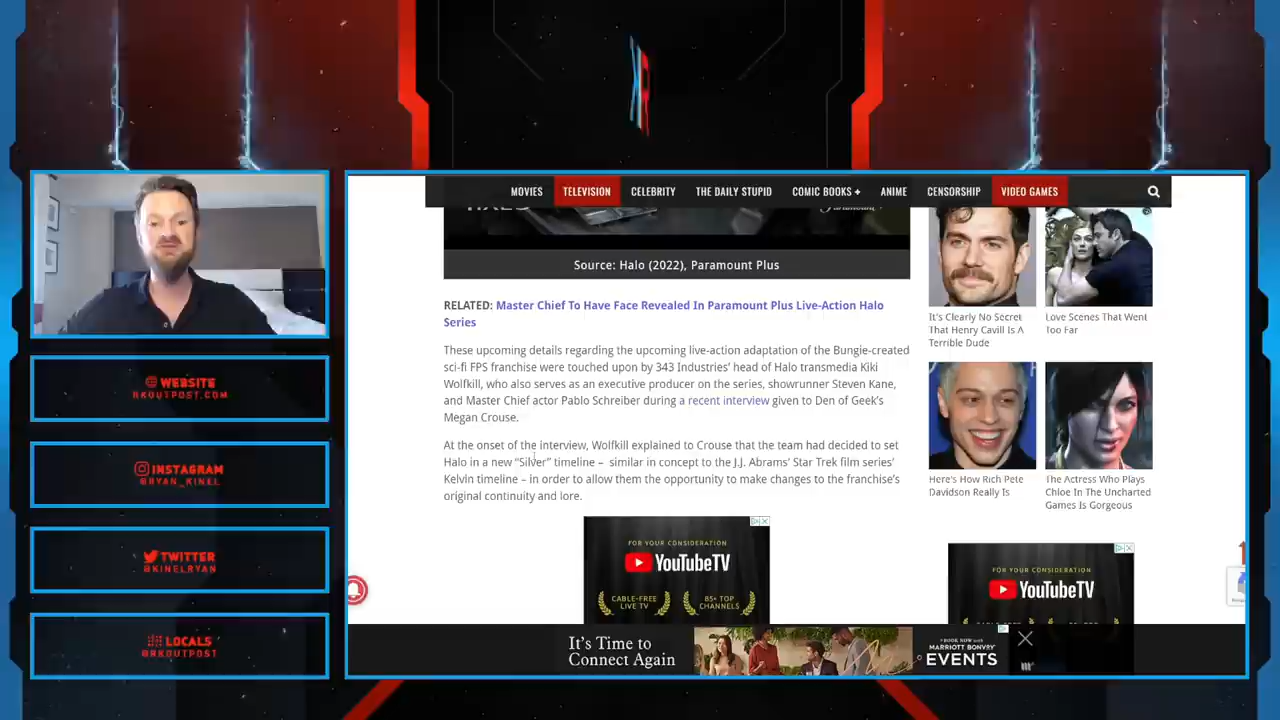 MOVIES TELEVISION CELEBRITY THE DAILY STUPID COMIC BOOKS + ANIME CENSORSHIP VIDEO GAMES
Source: Halo (2022), Paramount Plus
RELATED: Master Chief To Have Face Revealed In Paramount Plus Live-Action Halo
Series
These upcoming details regarding the upcoming live-action adaptation of the Bungie-created
sci-fi FPS franchise were touched upon by 343 Industries' head of Halo transmedia Kiki
Wolfkill, who also serves as an executive producer on the series, showrunner Steven Kane,
and Master Chief actor Pablo Schreiber during a recent interview given to Den of Geek's
Megan Crouse.
At the onset of the interview, Wolfkill explained to Crouse that the team had decided to set
Halo in a new “Silver” timeline – similar in concept to the J.J. Abrams' Star Trek film series'
Kelvin timeline – in order to allow them the opportunity to make changes to the franchise's
original continuity and lore.
It's Clearly No Secret
That Henry Cavill Is A
Terrible Dude
Love Scenes That Went
Too Far
Here's How Rich Pete
Davidson Really Is
The Actress Who Plays
Chloe In The Uncharted
Games Is Gorgeous
FOR YOUR CONSIDERATION
YouTubeTV
CABLE-FREE
LIVE TV
85+ TOP
CHANNELS
FOR YOUR CONSIDERATION
YouTubeTV
It's Time to
Connect Again
BOOK NOW with
MARRIOTT BONVOY
EVENTS
WEBSITE
RKOUTPOST.COM
INSTAGRAM
@RYAN_KINEL
TWITTER
@KINELRYAN
LOCALS
@RKOUTPOST